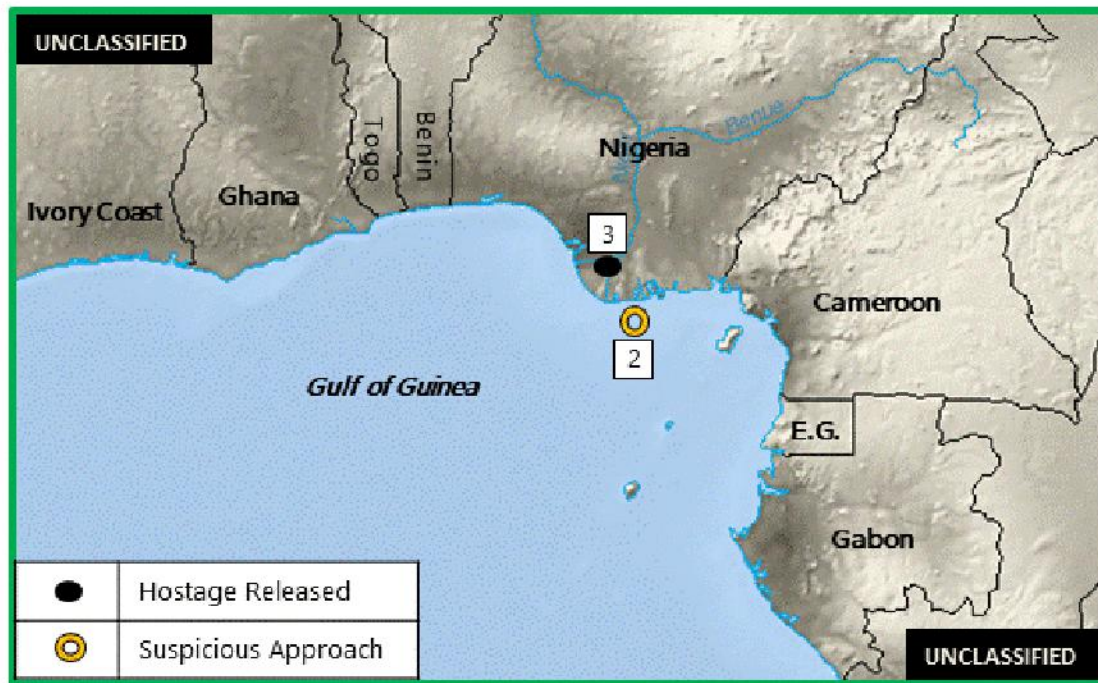 UNCLASSIFIED
Togo
Benin
Benue
Nigeria
Ghana
Ivory Coast
3
Cameroon
2
Gulf of Guinea
E.G.
Gabon
Hostage Released
Suspicious Approach
UNCLASSIFIED